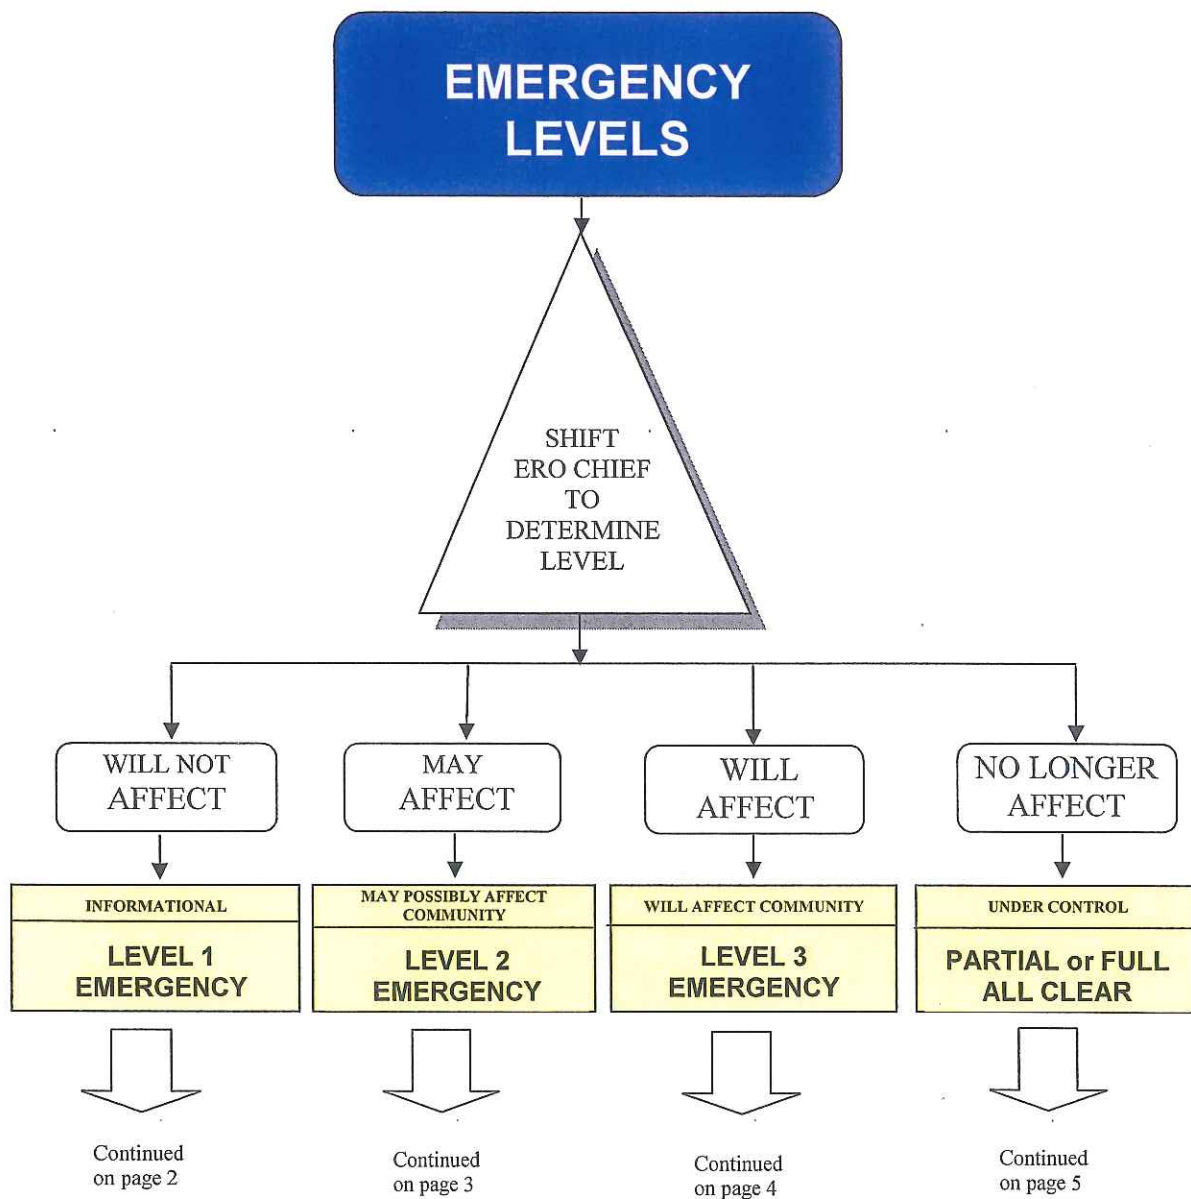 EMERGENCY
LEVELS
SHIFT
ERO CHIEF
TO
DETERMINE
LEVEL
WILL NOT
AFFECT
MAY
AFFECT
WILL
AFFECT
NO LONGER
AFFECT
INFORMATIONAL
LEVEL 1
EMERGENCY
MAY POSSIBLY AFFECT
COMMUNITY
LEVEL 2
EMERGENCY
WILL AFFECT COMMUNITY
LEVEL 3
EMERGENCY
UNDER CONTROL
PARTIAL or FULL
ALL CLEAR
Continued
on page 2
Continued
on page 3
Continued
on page 4
Continued
on page 5